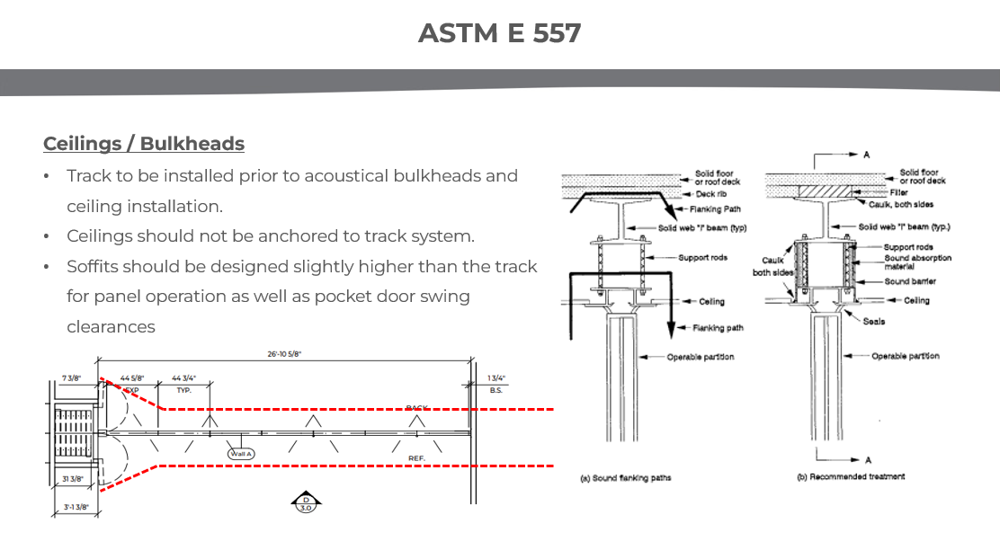 ASTM E 557
Ceilings / Bulkheads
• Track to be installed prior to acoustical bulkheads and
ceiling installation.
• Ceilings should not be anchored to track system.
• Soffits should be designed slightly higher than the track
for panel operation as well as pocket door swing
clearances
26'-10 5/8"
7 3/8"
44 5/8"
EXP
44 3/4"
TYP.
1 3/4"
B.S.
BACK
Wall A
REF.
31 3/8"
3'-1 3/8"
D
3.0
Solid floor
or roof deck
Deck rib
Flanking Path
Solid web "I" beam (typ)
Support rods
Ceiling
Flanking path
Operable partition
(a) Sound flanking paths
A
Solid floor
or roof deck
Filler
Caulk, both sides
Solid web "I" beam (typ.)
Support rods
Sound absorption
material
Caulk
both sides
Sound barrier
Ceiling
Seals
Operable partition
A
(b) Recommended treatment